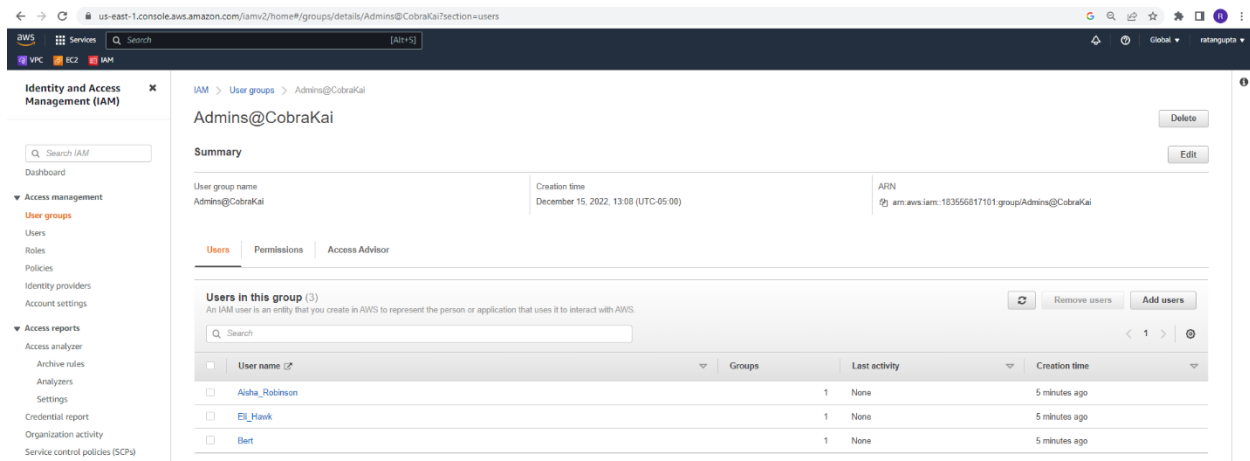 us-east-1.console.aws.amazon.com/iamv2/home#/groups/details/Admins@CobraKai?section=users
G
R
aws Services Search [Alt+S] Global ratangupta
VPC EC2 IAM
Identity and Access
Management (IAM)
Search IAM
Dashboard
Access management
User groups
Users
Roles
Policies
Identity providers
Account settings
Access reports
Access analyzer
Archive rules
Analyzers
Settings
Credential report
Organization activity
Service control policies (SCPs)
IAM > User groups > Admins@CobraKai
Admins@CobraKai
Delete
Summary
Edit
User group name
Admins@CobraKai
Creation time
December 15, 2022, 13:08 (UTC-05:00)
ARN
arn:aws:iam::183556817101:group/Admins@CobraKai
Users Permissions Access Advisor
Users in this group (3)
An IAM user is an entity that you create in AWS to represent the person or application that uses it to interact with AWS.
Remove users
Add users
Search
< 1 >
User name Groups Last activity Creation time
Aisha_Robinson 1 None 5 minutes ago
Eli_Hawk 1 None 5 minutes ago
Bert 1 None 5 minutes ago